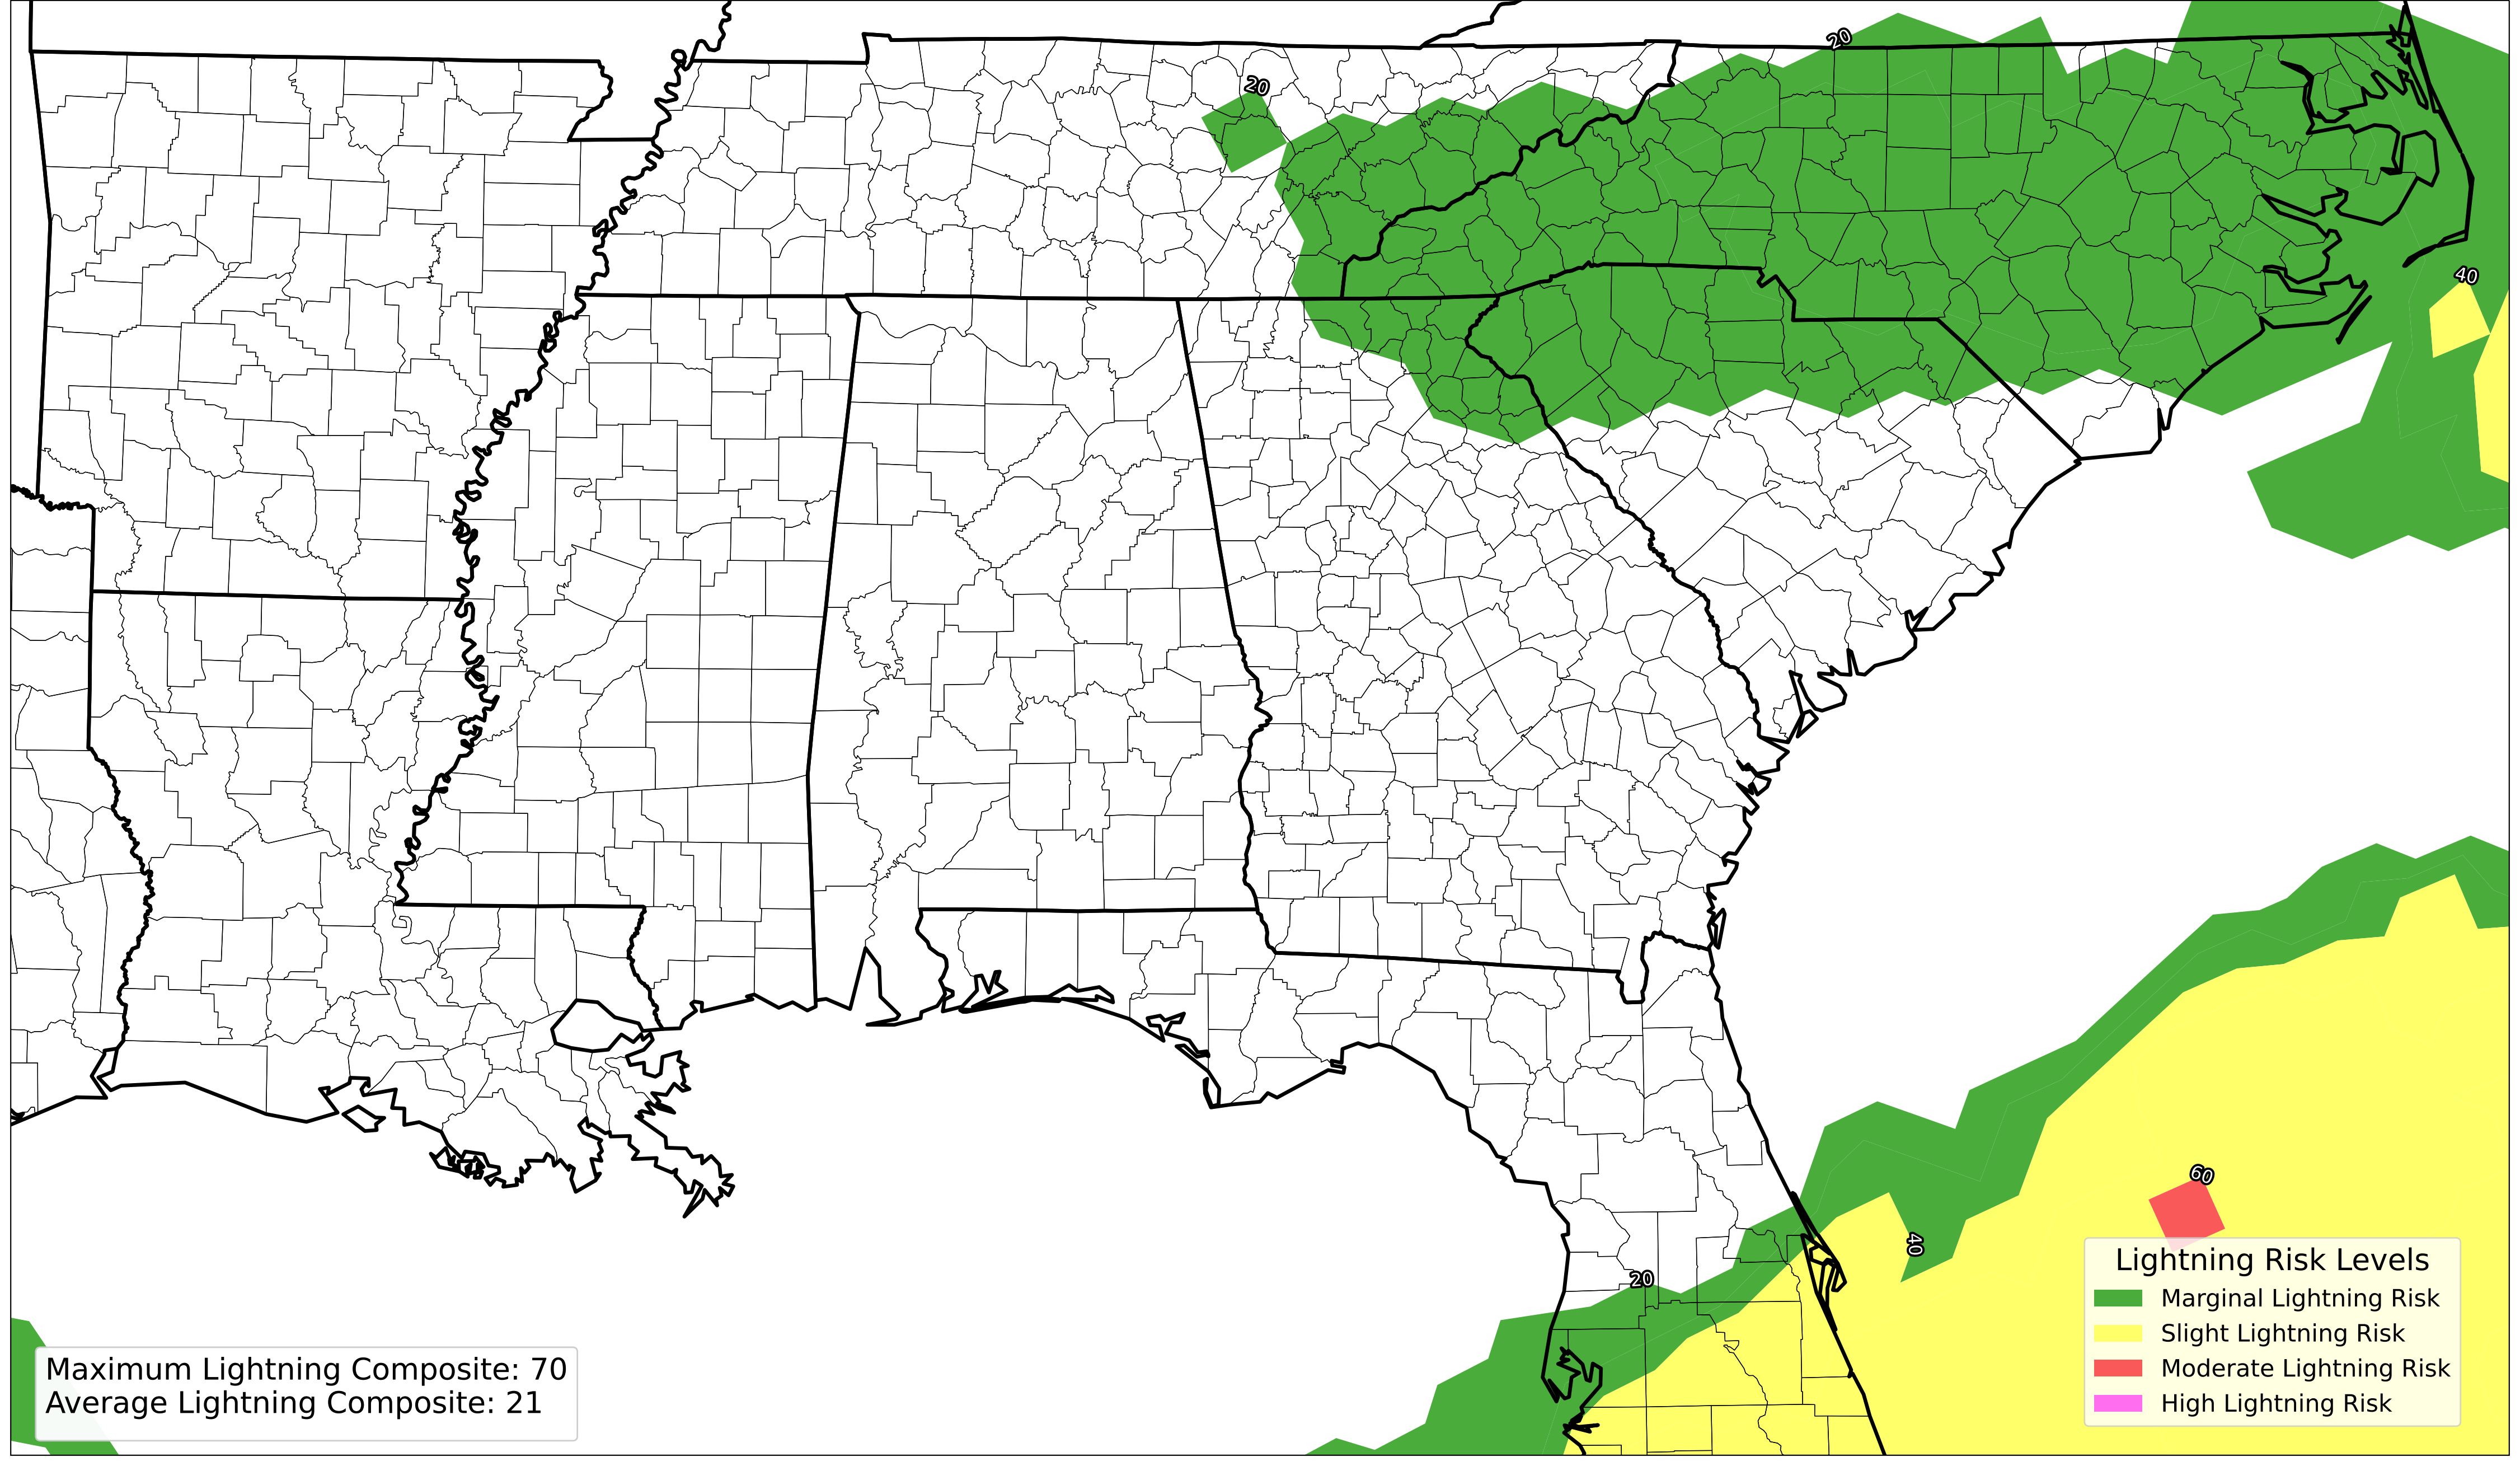 20
20
40
60
40
20
Lightning Risk Levels
Marginal Lightning Risk
Slight Lightning Risk
Moderate Lightning Risk
High Lightning Risk
Maximum Lightning Composite: 70
Average Lightning Composite: 21